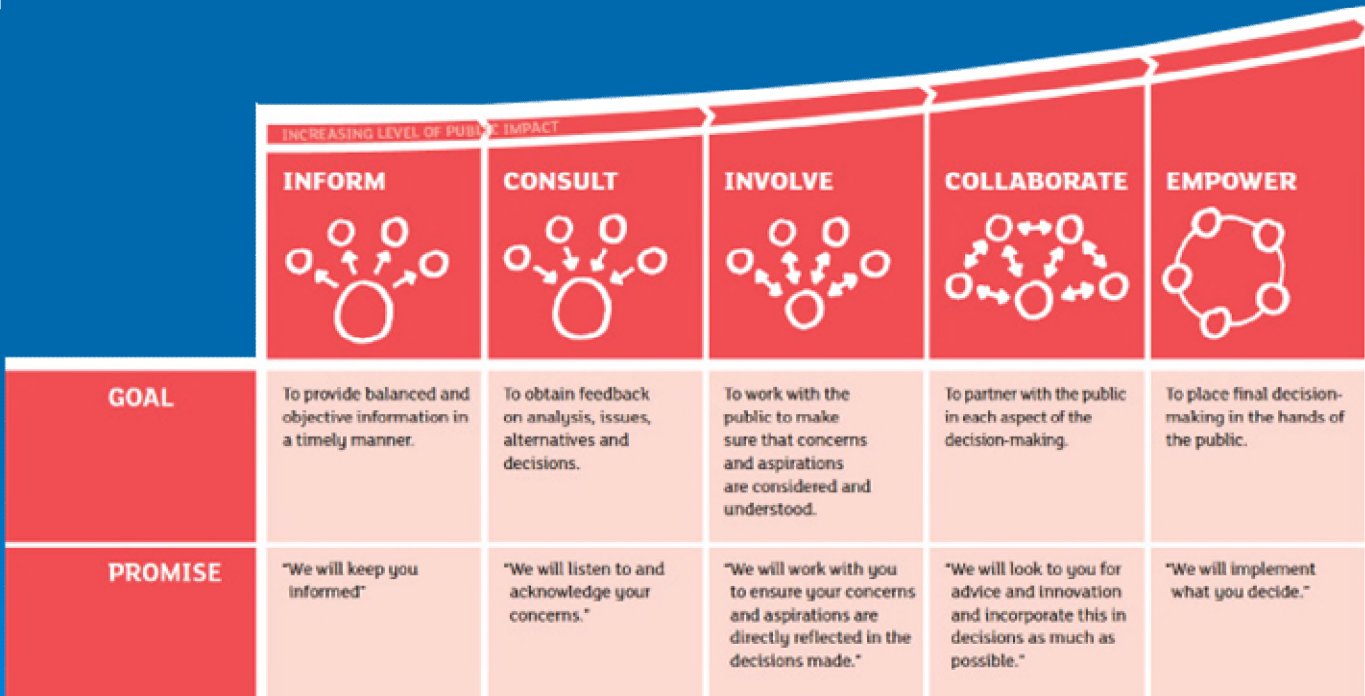 INCREASING LEVEL OF PUBLIC IMPACT
INFORM
CONSULT
INVOLVE
COLLABORATE
EMPOWER
GOAL
To provide balanced and
objective information in
a timely manner.
To obtain feedback
on analysis, issues,
alternatives and
decisions.
To work with the
public to make
sure that concerns
and aspirations
are considered and
understood.
To partner with the public
in each aspect of the
decision-making.
To place final decision-
making in the hands of
the public.
PROMISE
"We will keep you
informed"
"We will listen to and
acknowledge your
concerns."
"We will work with you
to ensure your concerns
and aspirations are
directly reflected in the
decisions made."
"We will look to you for
advice and innovation
and incorporate this in
decisions as much as
possible."
"We will implement
what you decide."